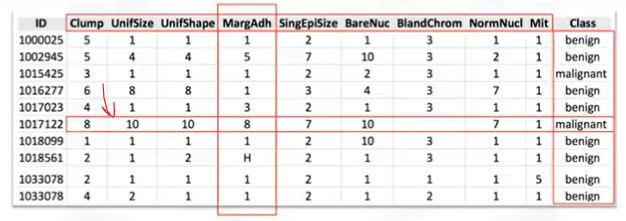 ID Clump UnifSize UnifShape MargAdh SingEpiSize BareNuc BlandChrom NormNucl Mit Class
1000025 5 1 1 1 2 1 3 1 1 benign
1002945 5 4 4 5 7 10 3 2 1 benign
1015425 3 1 1 1 2 2 3 1 1 malignant
1016277 6 8 8 1 3 4 3 7 1 benign
1017023 4 1 1 3 2 1 3 1 1 benign
1017122 8 10 10 8 7 10 7 1 malignant
1018099 1 1 1 1 2 10 3 1 1 benign
1018561 2 1 2 H 2 1 3 1 1 benign
1033078 2 1 1 1 2 1 1 1 5 benign
1033078 4 2 1 1 2 1 2 1 1 benign